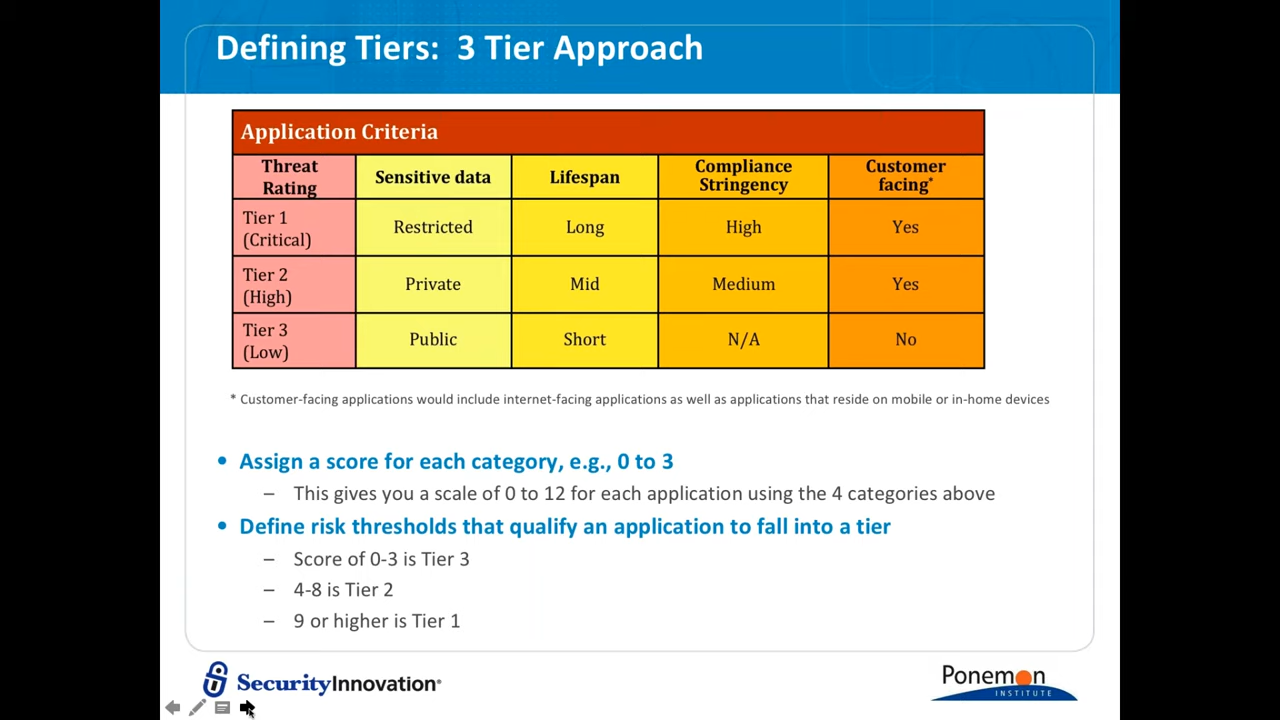 Defining Tiers: 3 Tier Approach
Application Criteria
Threat Rating Sensitive data Lifespan Compliance Stringency Customer facing*
Tier 1 (Critical) Restricted Long High Yes
Tier 2 (High) Private Mid Medium Yes
Tier 3 (Low) Public Short N/A No
* Customer-facing applications would include internet-facing applications as well as applications that reside on mobile or in-home devices
• Assign a score for each category, e.g., 0 to 3
– This gives you a scale of 0 to 12 for each application using the 4 categories above
• Define risk thresholds that qualify an application to fall into a tier
– Score of 0-3 is Tier 3
– 4-8 is Tier 2
– 9 or higher is Tier 1
SecurityInnovation®
Ponemon
INSTITUTE